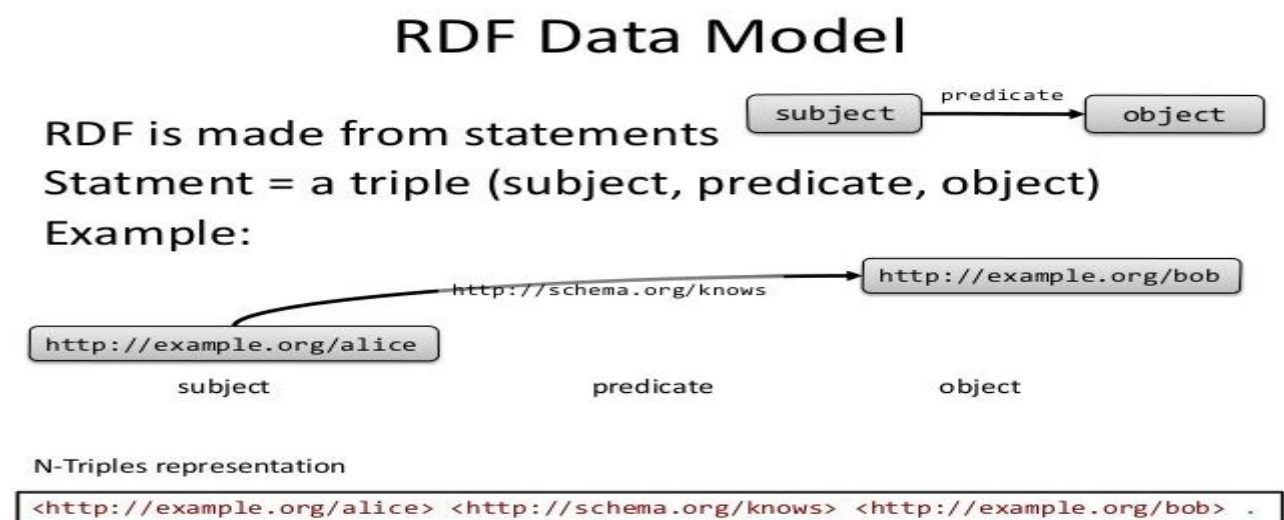 RDF Data Model
subject
predicate
object
RDF is made from statements
Statment = a triple (subject, predicate, object)
Example:
http://schema.org/knows
http://example.org/bob
http://example.org/alice
subject
predicate
object
N-Triples representation
<http://example.org/alice> <http://schema.org/knows> <http://example.org/bob> .